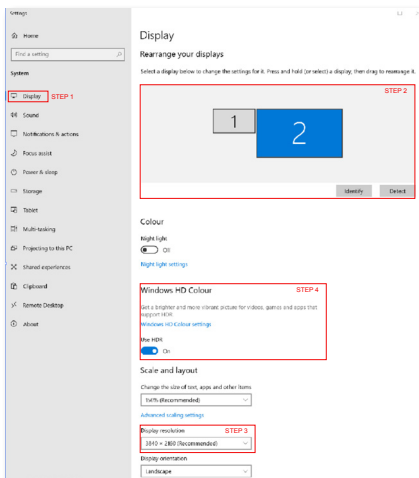 Settings
Home
Find a setting
System
Display STEP 1
Sound
Notifications & actions
Focus assist
Power & sleep
Storage
Tablet
Multi-tasking
Projecting to this PC
Shared experiences
Clipboard
Remote Desktop
About
Display
Rearrange your displays
Select a display below to change the settings for it. Press and hold (or select) a display, then drag to rearrange it.
STEP 2
1
2
Identify Detect
Colour
Night light
Off
Night light settings
Windows HD Colour STEP 4
Get a brighter and more vibrant picture for videos, games and apps that
support HDR.
Windows HD Colour settings
Use HDR
On
Scale and layout
Change the size of text, apps and other items
(Recommended)
Advanced scaling settings
Display resolution STEP 3
3840 × 2160 (Recommended)
Display orientation
Landscape